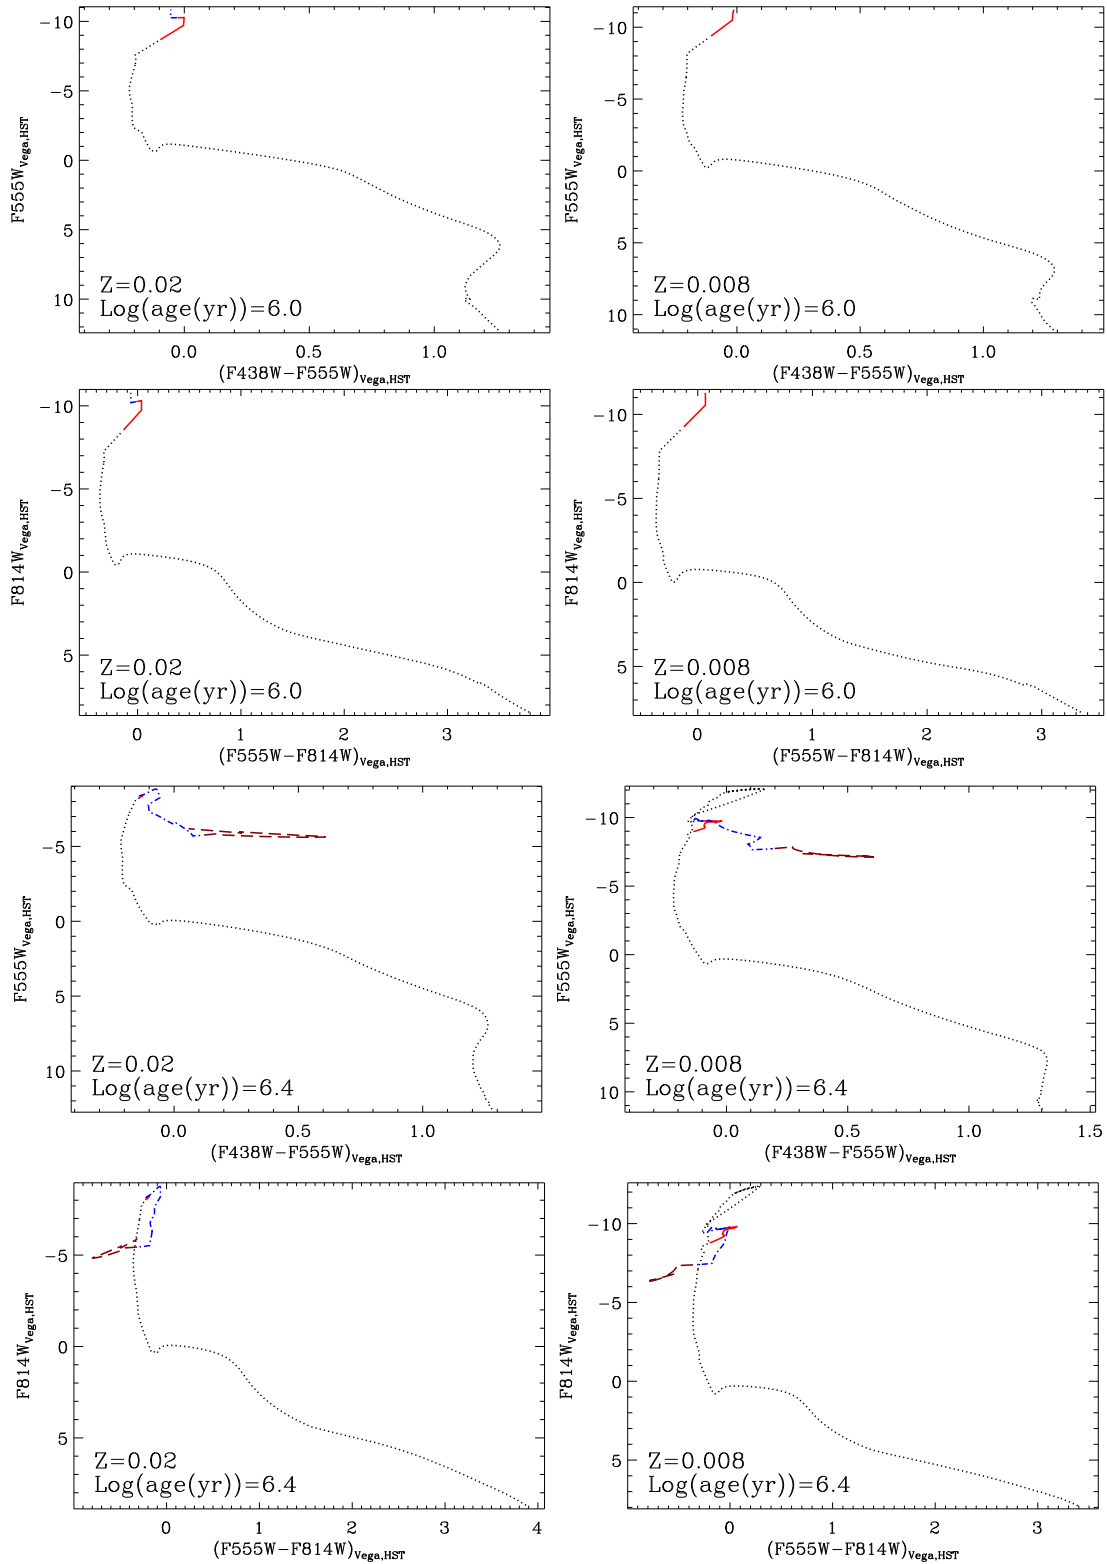 -10
-5
0
5
10
F555W_Vega,HST
Z=0.02
Log(age(yr))=6.0
0.0 0.5 1.0
(F438W-F555W)_Vega,HST
-10
-5
0
5
10
F555W_Vega,HST
Z=0.008
Log(age(yr))=6.0
0.0 0.5 1.0
(F438W-F555W)_Vega,HST
-10
-5
0
5
F814W_Vega,HST
Z=0.02
Log(age(yr))=6.0
0 1 2 3
(F555W-F814W)_Vega,HST
-10
-5
0
5
F814W_Vega,HST
Z=0.008
Log(age(yr))=6.0
0 1 2 3
(F555W-F814W)_Vega,HST
-5
0
5
10
F555W_Vega,HST
Z=0.02
Log(age(yr))=6.4
0.0 0.5 1.0
(F438W-F555W)_Vega,HST
-10
-5
0
5
10
F555W_Vega,HST
Z=0.008
Log(age(yr))=6.4
0.0 0.5 1.0 1.5
(F438W-F555W)_Vega,HST
-5
0
5
F814W_Vega,HST
Z=0.02
Log(age(yr))=6.4
0 1 2 3 4
(F555W-F814W)_Vega,HST
-10
-5
0
5
F814W_Vega,HST
Z=0.008
Log(age(yr))=6.4
0 1 2 3
(F555W-F814W)_Vega,HST